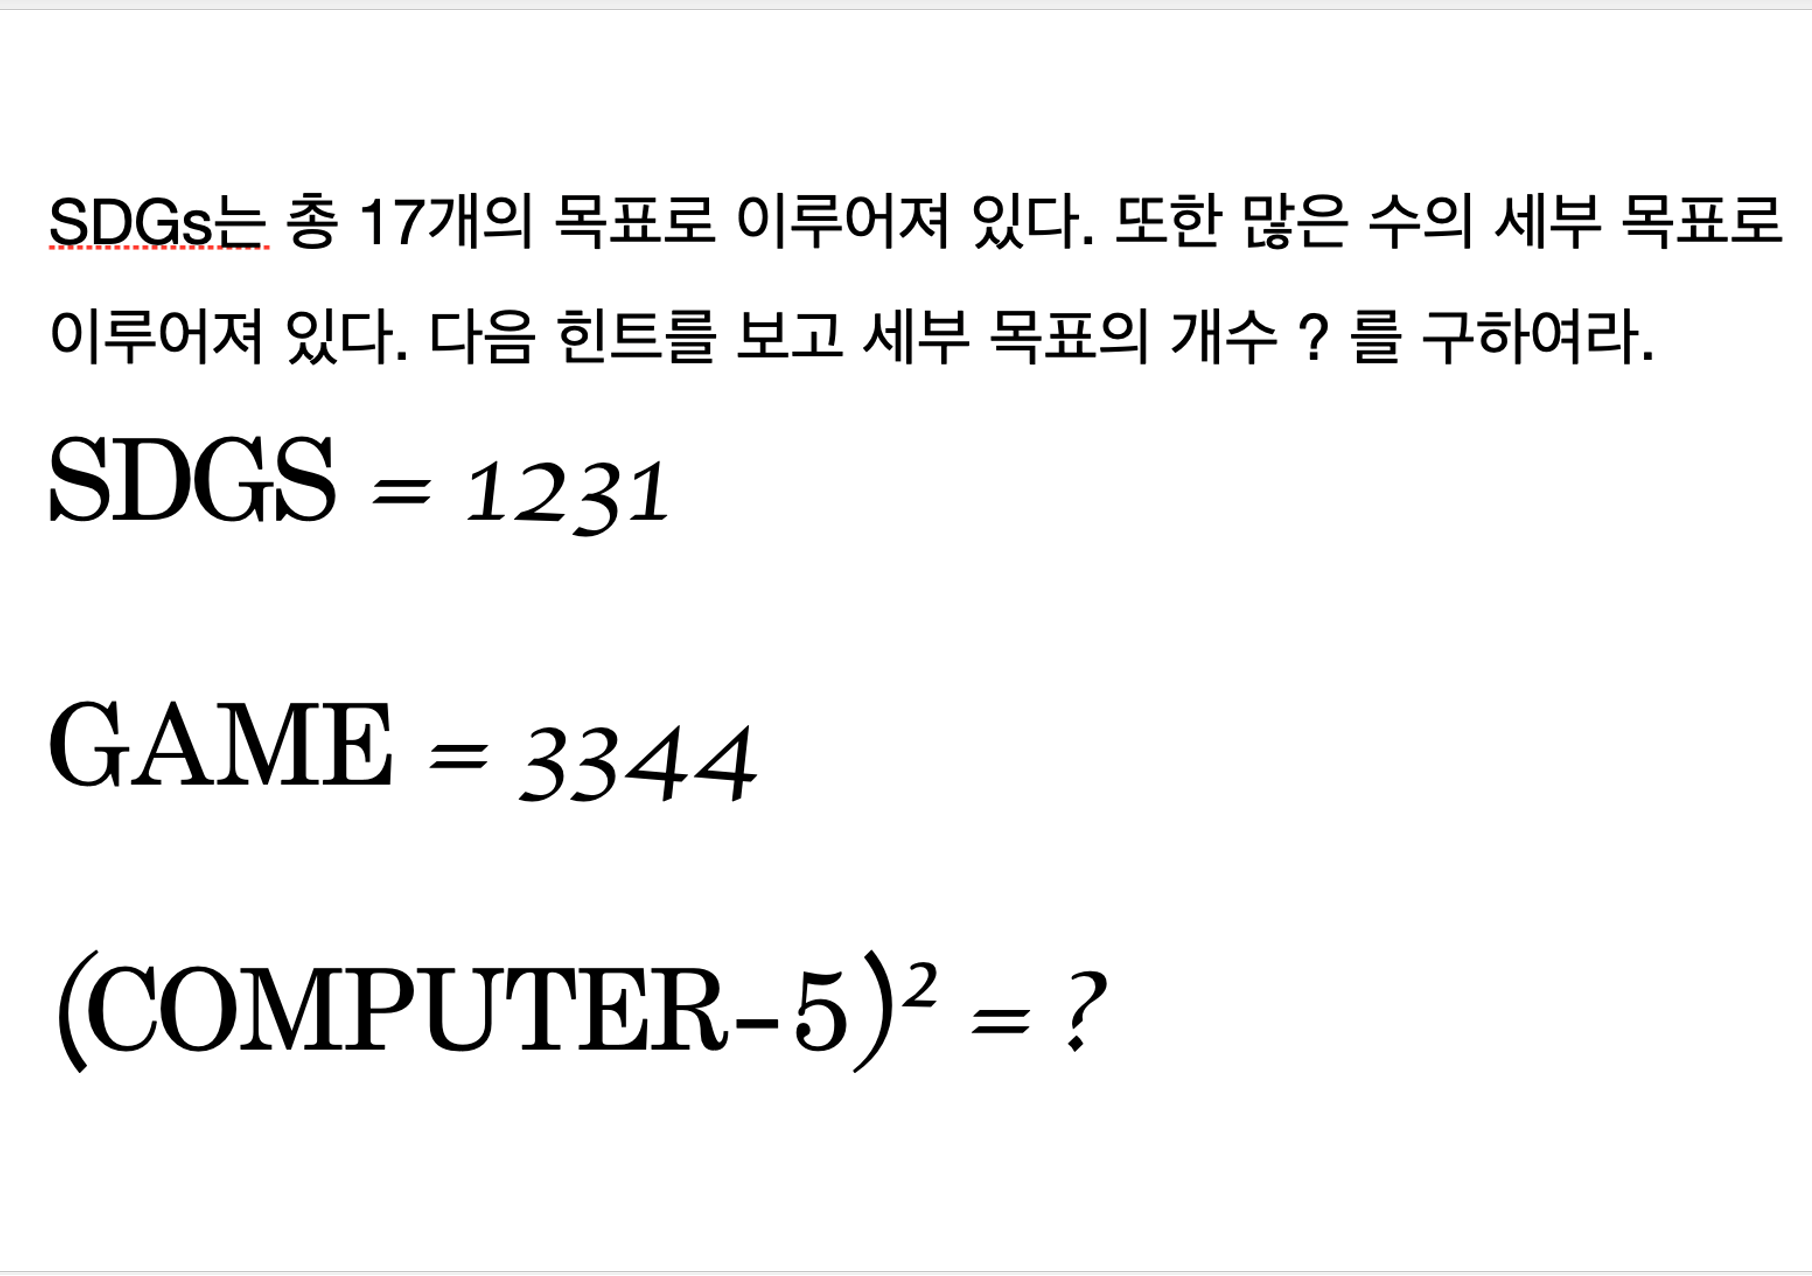 SDGs는 총 17개의 목표로 이루어져 있다. 또한 많은 수의 세부 목표로
이루어져 있다. 다음 힌트를 보고 세부 목표의 개수 ? 를 구하여라.
SDGS = 1231
GAME = 3344
(COMPUTER-5)² = ?